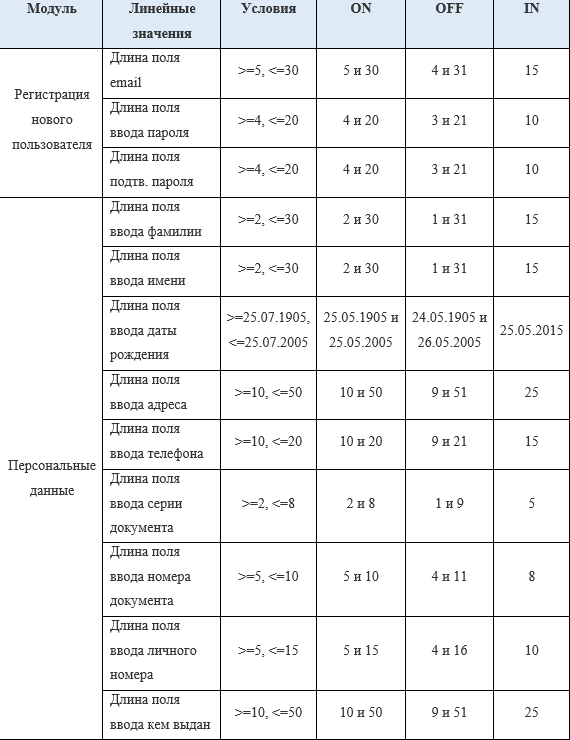 Модуль
Линейные
значения
Условия
ON
OFF
IN
Регистрация
нового
пользователя
Длина поля
email
>=5, <=30
5 и 30
4 и 31
15
Длина поля
ввода пароля
>=4, <=20
4 и 20
3 и 21
10
Длина поля
подтв. пароля
>=4, <=20
4 и 20
3 и 21
10
Персональные
данные
Длина поля
ввода фамилии
>=2, <=30
2 и 30
1 и 31
15
Длина поля
ввода имени
>=2, <=30
2 и 30
1 и 31
15
Длина поля
ввода даты
рождения
>=25.07.1905,
<=25.07.2005
25.05.1905 и
25.05.2005
24.05.1905 и
26.05.2005
25.05.2015
Длина поля
ввода адреса
>=10, <=50
10 и 50
9 и 51
25
Длина поля
ввода телефона
>=10, <=20
10 и 20
9 и 21
15
Длина поля
ввода серии
документа
>=2, <=8
2 и 8
1 и 9
5
Длина поля
ввода номера
документа
>=5, <=10
5 и 10
4 и 11
8
Длина поля
ввода личного
номера
>=5, <=15
5 и 15
4 и 16
10
Длина поля
ввода кем выдан
>=10, <=50
10 и 50
9 и 51
25